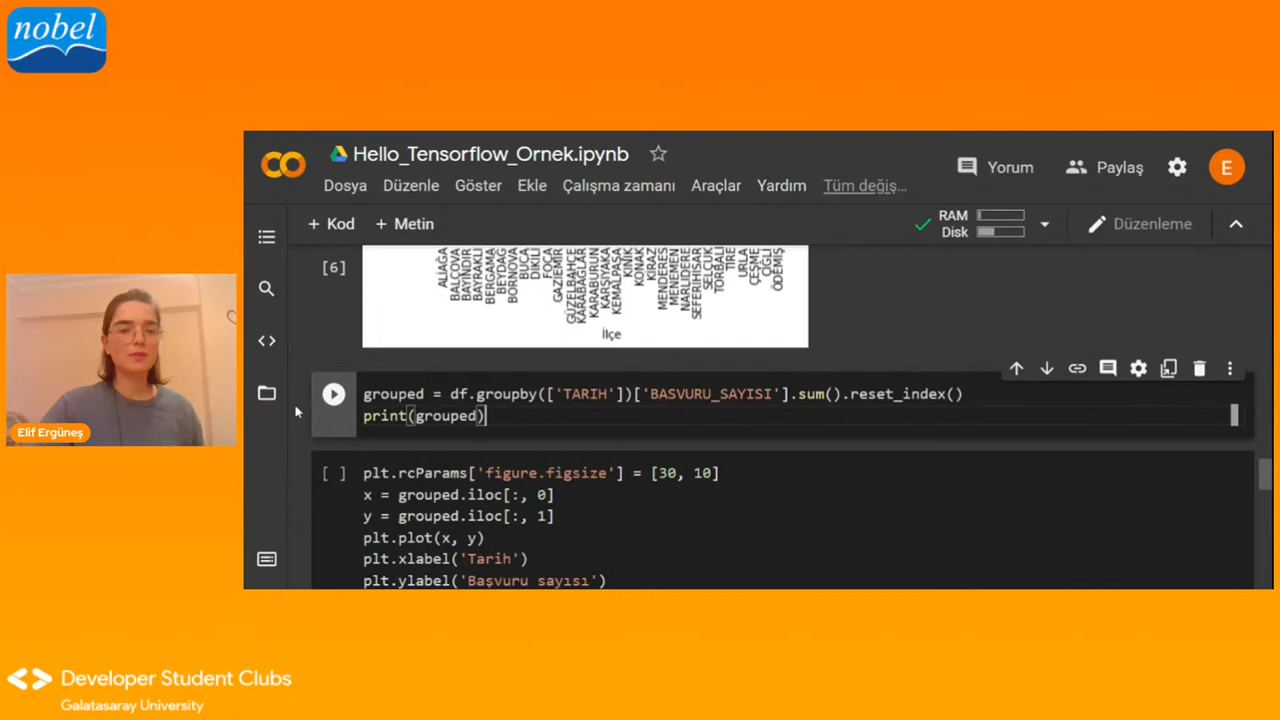 nobel
Hello_Tensorflow_Ornek.ipynb
Yorum
Paylaş
E
Dosya Düzenle Göster Ekle Çalışma zamanı Araçlar Yardım Tüm değiş...
+ Kod + Metin
RAM
Disk
Düzenleme
[6]
ALİAĞA
BALÇOVA
BAYINDIR
BAYRAKLI
BERGAMA
BEYDAĞ
BORNOVA
BUCA
DİKİLİ
FOÇA
GAZİEMİR
GÜZELBAHÇE
KARABAĞLAR
KARABURUN
KARŞIYAKA
KEMALPAŞA
KINIK
KONAK
KİRAZ
MENDERES
MENEMEN
NARLIDERE
SEFERİHİSAR
SELÇUK
TORBALI
TİRE
URLA
ÇEŞME
ÇİĞLİ
ÖDEMİŞ
İlçe
grouped = df.groupby(['TARIH'])['BASVURU_SAYISI'].sum().reset_index()
print(grouped)
[ ]
plt.rcParams['figure.figsize'] = [30, 10]
x = grouped.iloc[:, 0]
y = grouped.iloc[:, 1]
plt.plot(x, y)
plt.xlabel('Tarih')
plt.ylabel('Başvuru sayısı')
Elif Ergüneş
Developer Student Clubs
Galatasaray University